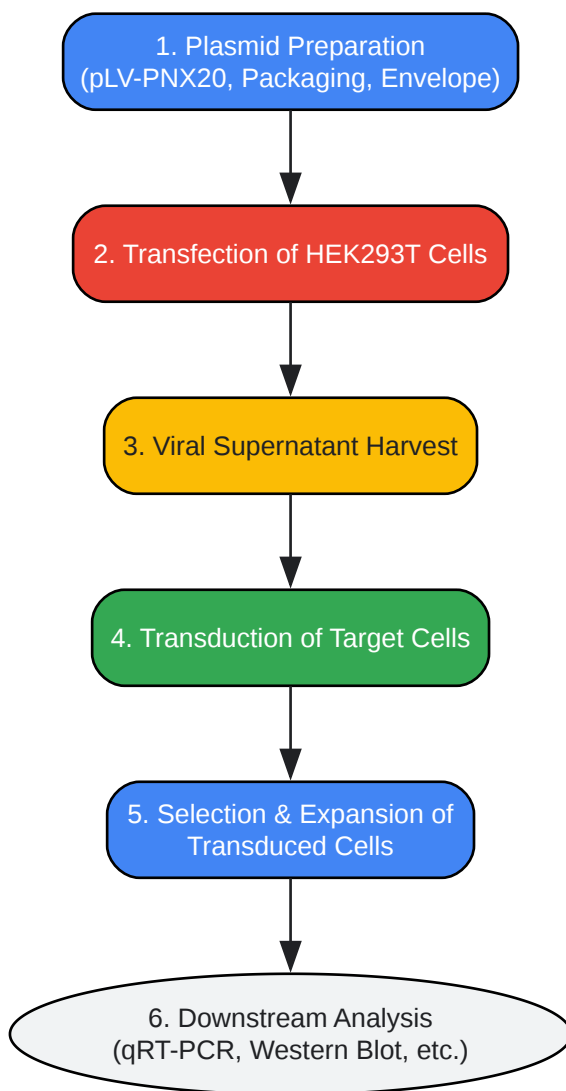 1. Plasmid Preparation
(pLV-PNX20, Packaging, Envelope)
2. Transfection of HEK293T Cells
3. Viral Supernatant Harvest
4. Transduction of Target Cells
5. Selection & Expansion of
Transduced Cells
6. Downstream Analysis
(qRT-PCR, Western Blot, etc.)